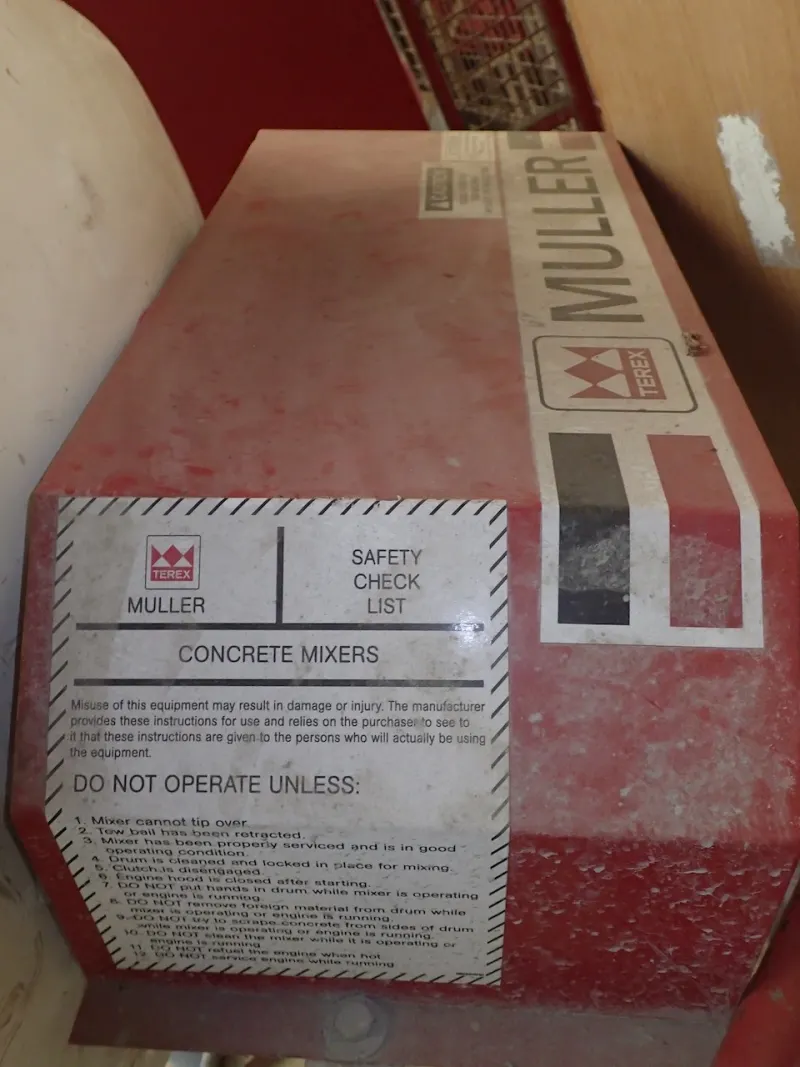 CAUTION
MULLER
TEREX
TEREX
MULLER
SAFETY
CHECK
LIST
CONCRETE MIXERS
Misuse of this equipment may result in damage or injury. The manufacturer
provides these instructions for use and relies on the purchaser to see to
it that these instructions are given to the persons who will actually be using
the equipment.
DO NOT OPERATE UNLESS:
1. Mixer cannot tip over
2. Tow bail has been retracted.
3. Mixer has been properly serviced and is in good
operating condition.
4. Drum is cleaned and locked in place for mixing.
5. Clutch is disengaged.
6. Engine hood is closed after starting.
7. DO NOT put hands in drum while mixer is operating
or engine is running.
8. DO NOT remove foreign material from drum while
mixer is operating or engine is running.
9. DO NOT try to scrape concrete from sides of drum
while mixer is operating or engine is running.
10. DO NOT clean the mixer while it is operating or
engine is running.
11. DO NOT refuel the engine when hot
12. DO NOT service engine while running